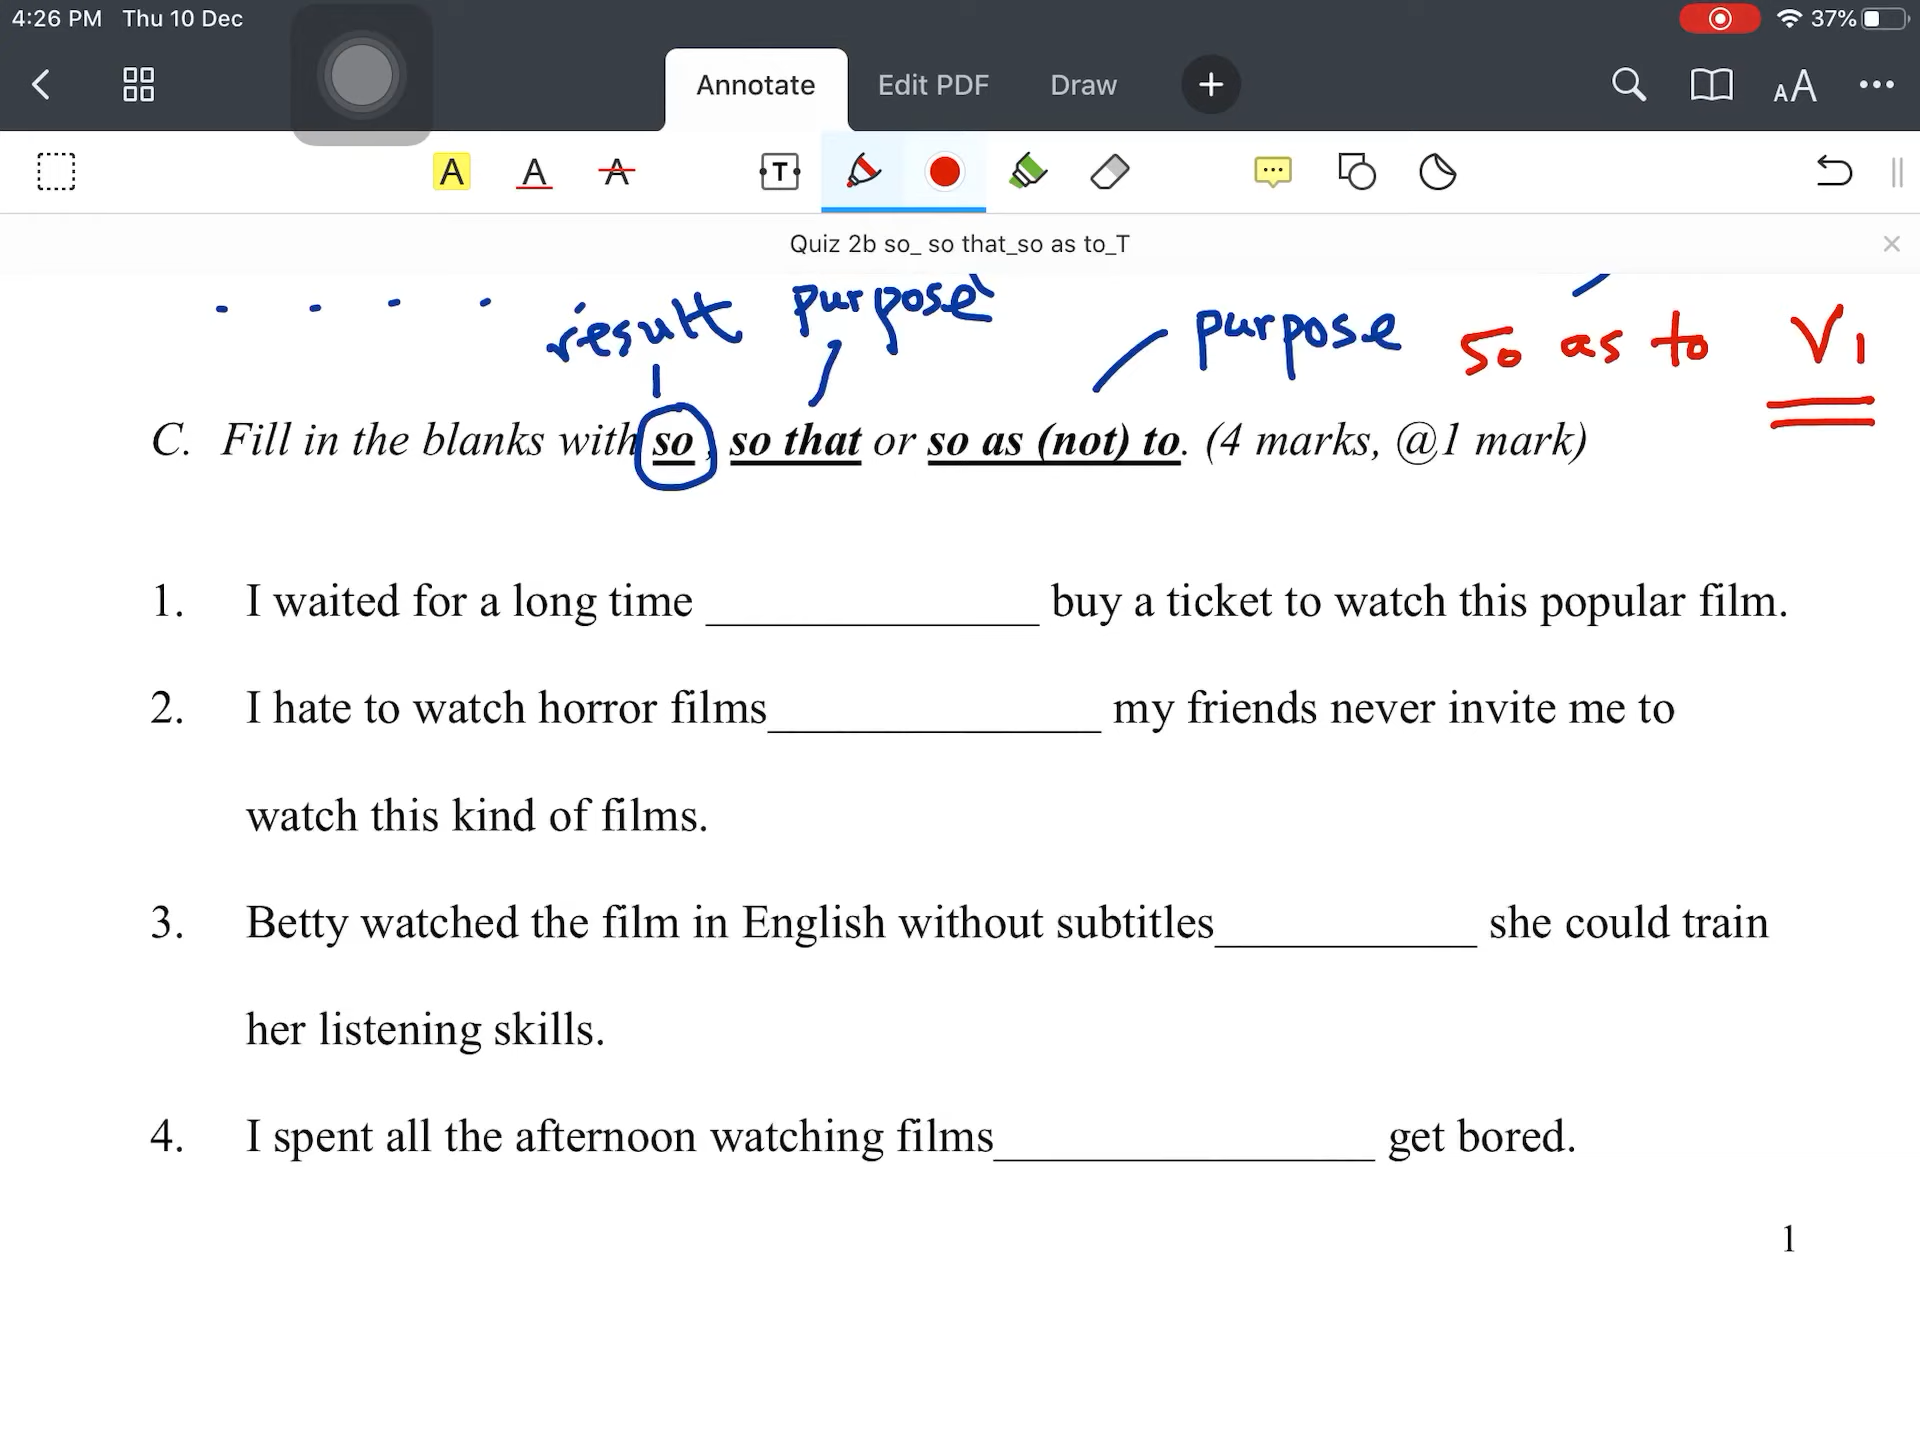 4:26 PM Thu 10 Dec 37%
Annotate Edit PDF Draw
Quiz 2b so_ so that_so as to_T
result purpose purpose so as to V1
C. Fill in the blanks with so, so that or so as (not) to. (4 marks, @1 mark)
1. I waited for a long time ______________ buy a ticket to watch this popular film.
2. I hate to watch horror films______________ my friends never invite me to
watch this kind of films.
3. Betty watched the film in English without subtitles___________ she could train
her listening skills.
4. I spent all the afternoon watching films________________ get bored.
1